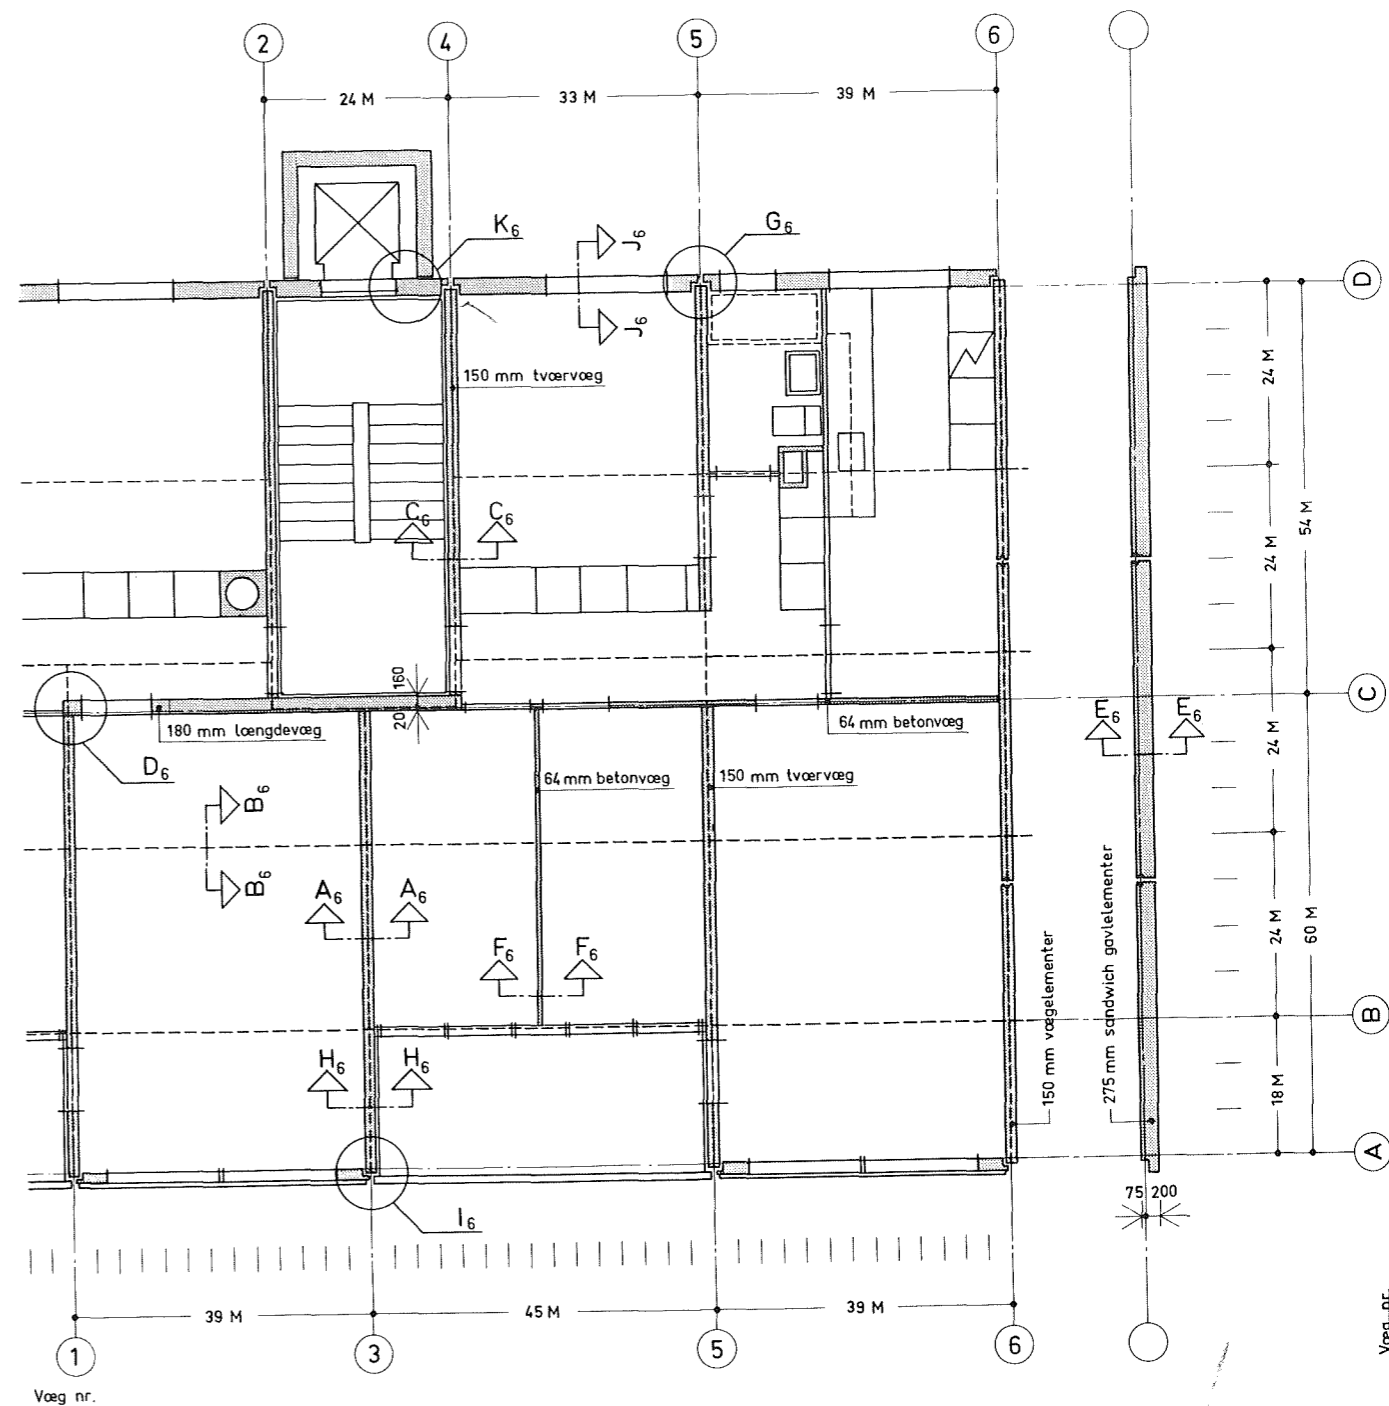 2 4 5 6
24 M 33 M 39 M
K6 J6 G6
J6
D
150 mm tværvæg
24 M
C6 C6
54 M
24 M
160
20
C
180 mm længdevæg
64 mm betonvæg
E6 E6
D6
64 mm betonvæg
150 mm tværvæg
24 M
B6
B6
A6 A6
F6 F6
24 M
60 M
B
H6 H6
150 mm vægelementer
275 mm sandwich gavlelementer
18 M
A
75 200
I6
39 M 45 M 39 M
1 3 5 6
Væg nr.
Væg nr.